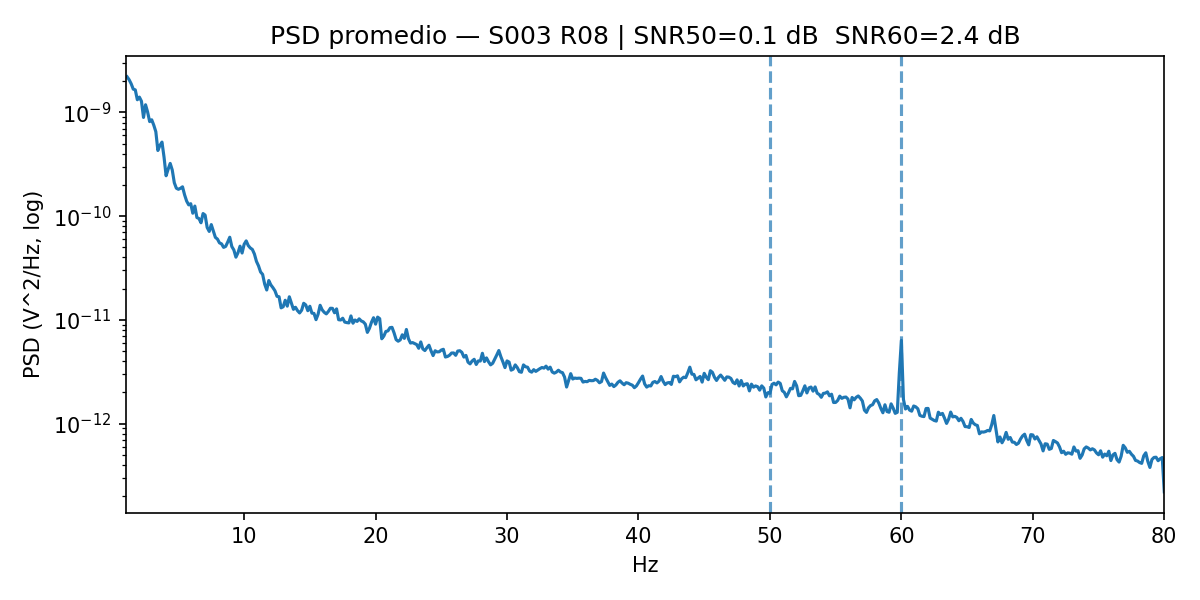 PSD promedio — S003 R08 | SNR50=0.1 dB  SNR60=2.4 dB
PSD (V^2/Hz, log)
10⁻⁹
10⁻¹⁰
10⁻¹¹
10⁻¹²
10 20 30 40 50 60 70 80
Hz